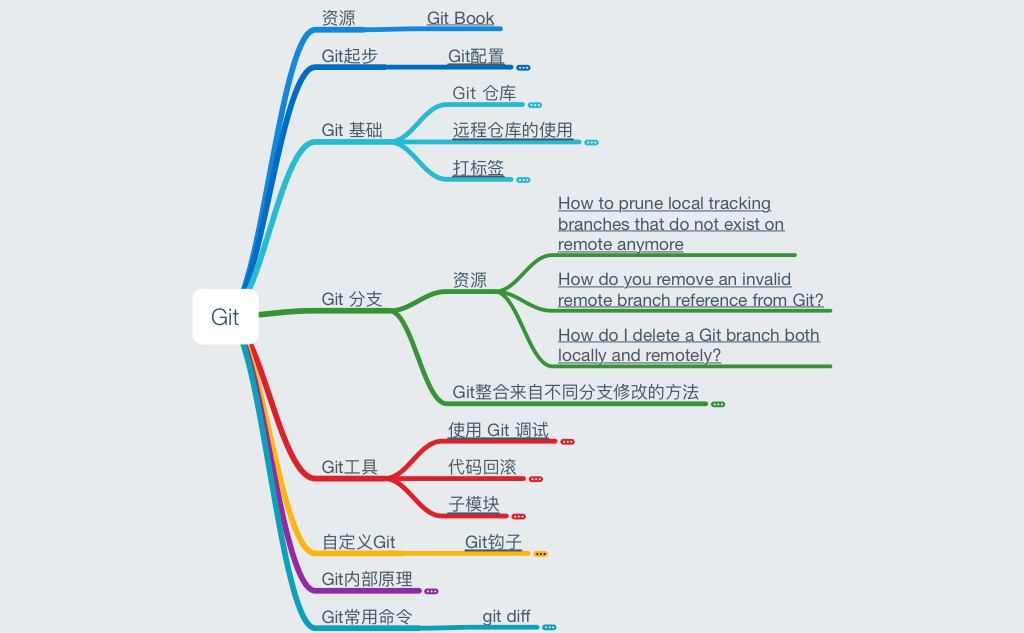 资源
Git Book
Git起步
Git配置
Git 仓库
Git 基础
远程仓库的使用
打标签
How to prune local tracking
branches that do not exist on
remote anymore
资源
How do you remove an invalid
remote branch reference from Git?
Git 分支
Git
How do I delete a Git branch both
locally and remotely?
Git整合来自不同分支修改的方法
使用 Git 调试
Git工具
代码回滚
子模块
自定义Git
Git钩子
Git内部原理
Git常用命令
git diff